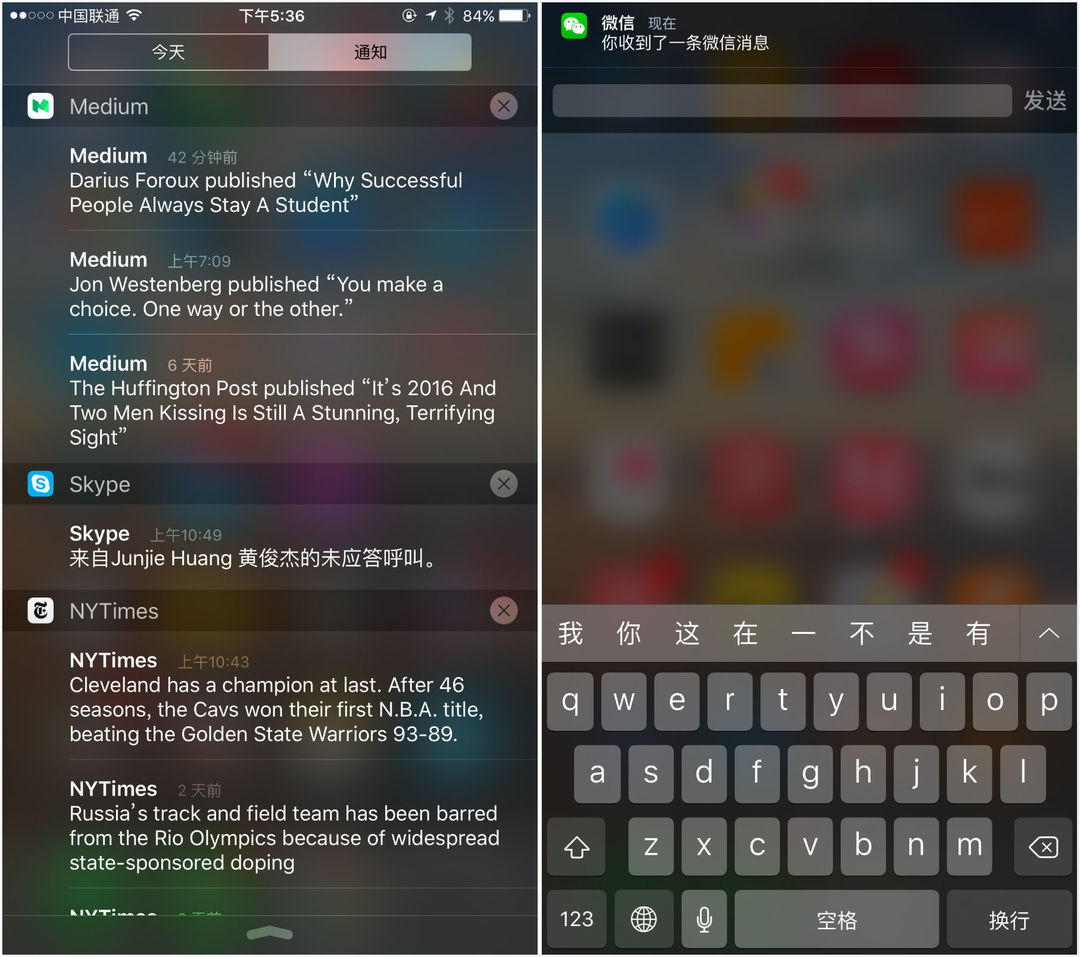 中国联通 下午5:36 84%
今天 通知
Medium
Medium 42 分钟前
Darius Foroux published “Why Successful
People Always Stay A Student”
Medium 上午7:09
Jon Westenberg published “You make a
choice. One way or the other.”
Medium 6 天前
The Huffington Post published “It’s 2016 And
Two Men Kissing Is Still A Stunning, Terrifying
Sight”
Skype
Skype 上午10:49
来自Junjie Huang 黄俊杰的未应答呼叫。
NYTimes
NYTimes 上午10:43
Cleveland has a champion at last. After 46
seasons, the Cavs won their first N.B.A. title,
beating the Golden State Warriors 93-89.
NYTimes 2 天前
Russia’s track and field team has been barred
from the Rio Olympics because of widespread
state-sponsored doping
NYTimes
微信 现在
你收到了一条微信消息
发送
我 你 这 在 一 不 是 有
q w e r t y u i o p
a s d f g h j k l
z x c v b n m
123 空格 换行